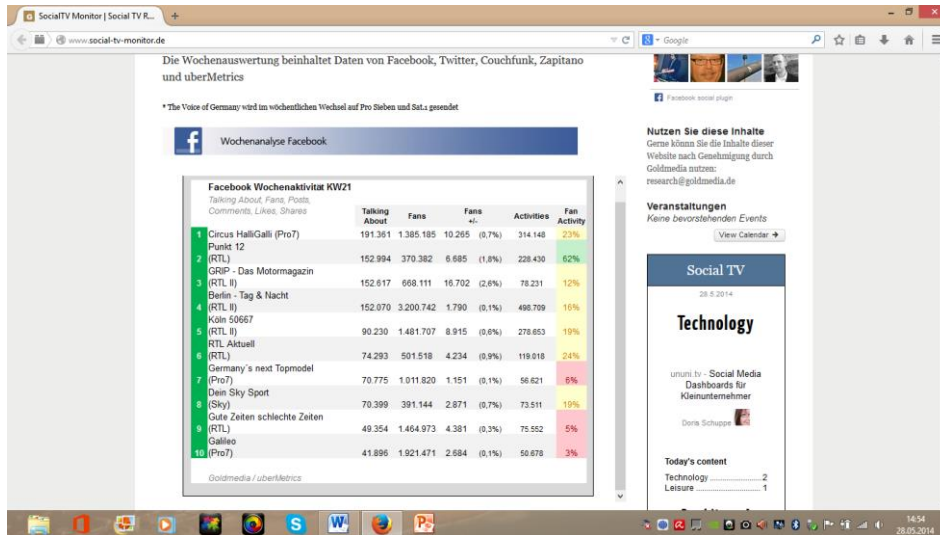 SocialTV Monitor | Social TV R...
www.social-tv-monitor.de
Google
Die Wochenauswertung beinhaltet Daten von Facebook, Twitter, Couchfunk, Zapitano
und uberMetrics
* The Voice of Germany wird im wöchentlichen Wechsel auf Pro Sieben und Sat.1 gesendet
Wochenanalyse Facebook
Facebook Wochenaktivität KW21
Talking About, Fans, Posts,
Comments, Likes, Shares
Talking About Fans Fans +/- Activities Fan Activity
1 Circus HalliGalli (Pro7) 191.361 1.385.185 10.265 (0,7%) 314.148 23%
Punkt 12
2 (RTL) 152.994 370.382 6.685 (1,8%) 228.430 62%
GRIP - Das Motormagazin
3 (RTL II) 152.617 668.111 16.702 (2,6%) 78.231 12%
Berlin - Tag & Nacht
4 (RTL II) 152.070 3.200.742 1.790 (0,1%) 498.709 16%
Köln 50667
5 (RTL II) 90.230 1.481.707 8.915 (0,6%) 278.653 19%
RTL Aktuell
6 (RTL) 74.293 501.518 4.234 (0,9%) 119.018 24%
Germany´s next Topmodel
7 (Pro7) 70.775 1.011.820 1.151 (0,1%) 56.621 6%
Dein Sky Sport
8 (Sky) 70.399 391.144 2.871 (0,7%) 73.511 19%
Gute Zeiten schlechte Zeiten
9 (RTL) 49.354 1.464.973 4.381 (0,3%) 75.552 5%
Galileo
10 (Pro7) 41.896 1.921.471 2.684 (0,1%) 50.678 3%
Goldmedia / uberMetrics
Facebook social plugin
Nutzen Sie diese Inhalte
Gerne könnn Sie die Inhalte dieser
Website nach Genehmigung durch
Goldmedia nutzen:
research@goldmedia.de
Veranstaltungen
Keine bevorstehenden Events
View Calendar →
Social TV
28.5.2014
Technology
ununi.tv - Social Media
Dashboards für
Kleinunternehmer
Doris Schuppe
Today's content
Technology ..................2
Leisure .................. 1
14:54
28.05.2014